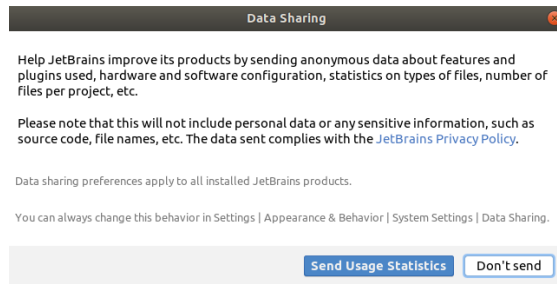 Data Sharing
Help JetBrains improve its products by sending anonymous data about features and
plugins used, hardware and software configuration, statistics on types of files, number of
files per project, etc.
Please note that this will not include personal data or any sensitive information, such as
source code, file names, etc. The data sent complies with the JetBrains Privacy Policy.
Data sharing preferences apply to all installed JetBrains products.
You can always change this behavior in Settings | Appearance & Behavior | System Settings | Data Sharing.
Send Usage Statistics Don't send